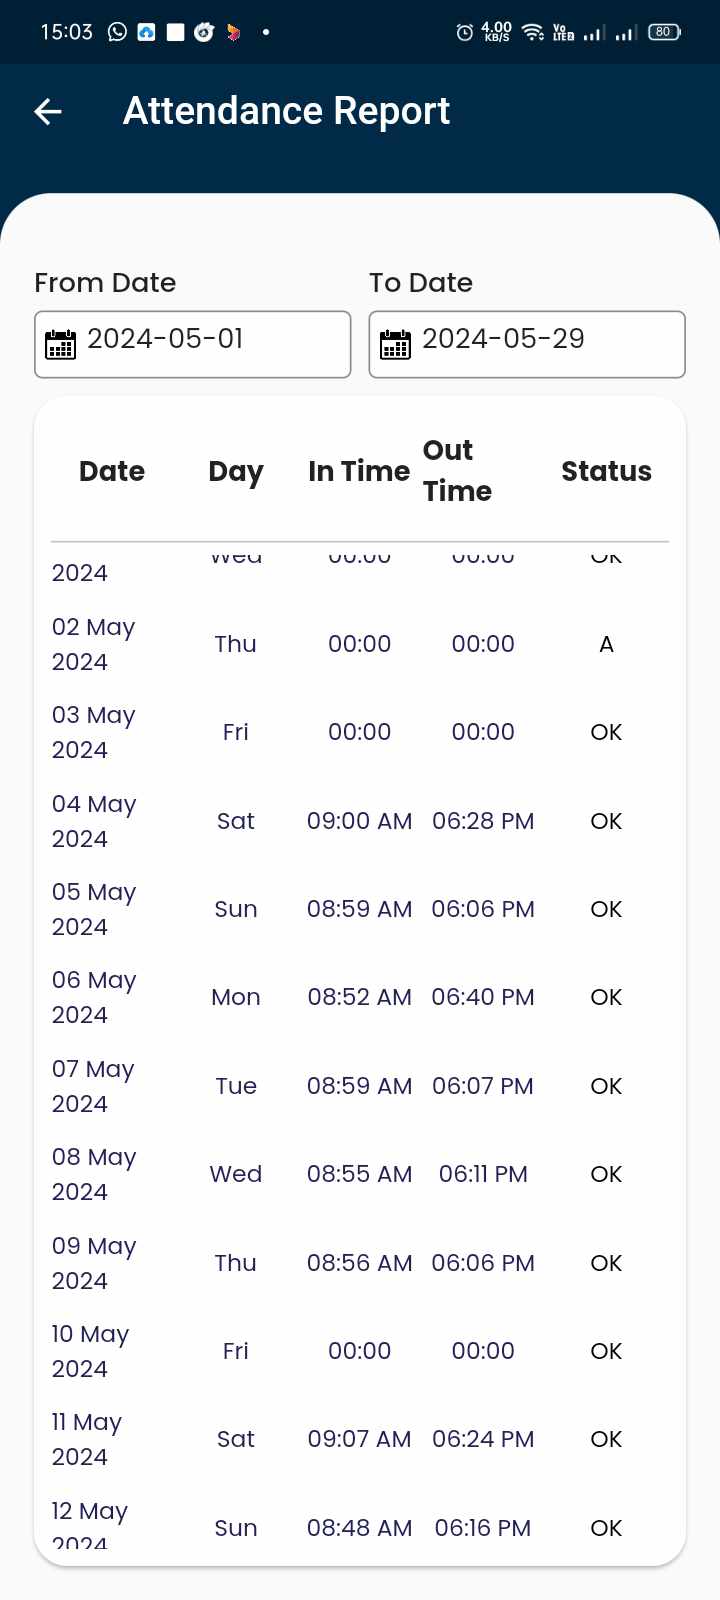 15:03 4.00 KB/S Vo LTE 80
Attendance Report
From Date To Date
2024-05-01 2024-05-29
Date Day In Time Out Time Status
2024 Wed 00:00 00:00 OK
02 May 2024 Thu 00:00 00:00 A
03 May 2024 Fri 00:00 00:00 OK
04 May 2024 Sat 09:00 AM 06:28 PM OK
05 May 2024 Sun 08:59 AM 06:06 PM OK
06 May 2024 Mon 08:52 AM 06:40 PM OK
07 May 2024 Tue 08:59 AM 06:07 PM OK
08 May 2024 Wed 08:55 AM 06:11 PM OK
09 May 2024 Thu 08:56 AM 06:06 PM OK
10 May 2024 Fri 00:00 00:00 OK
11 May 2024 Sat 09:07 AM 06:24 PM OK
12 May 2024 Sun 08:48 AM 06:16 PM OK